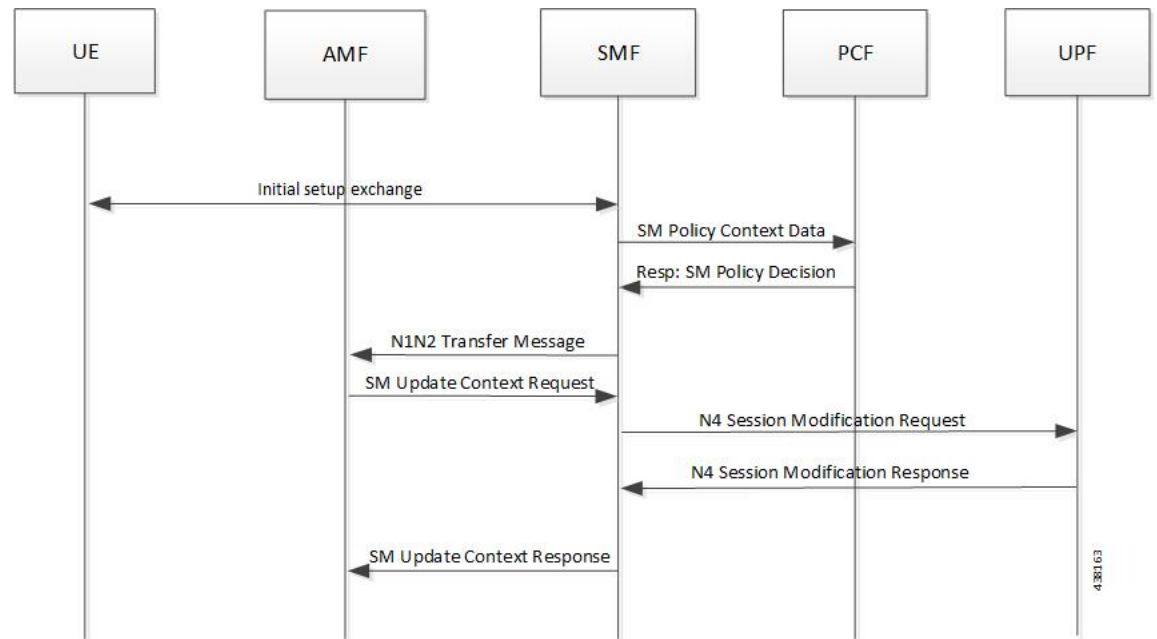 UE
AMF
SMF
PCF
UPF
Initial setup exchange
SM Policy Context Data
Resp: SM Policy Decision
N1N2 Transfer Message
SM Update Context Request
N4 Session Modification Request
N4 Session Modification Response
SM Update Context Response
438163